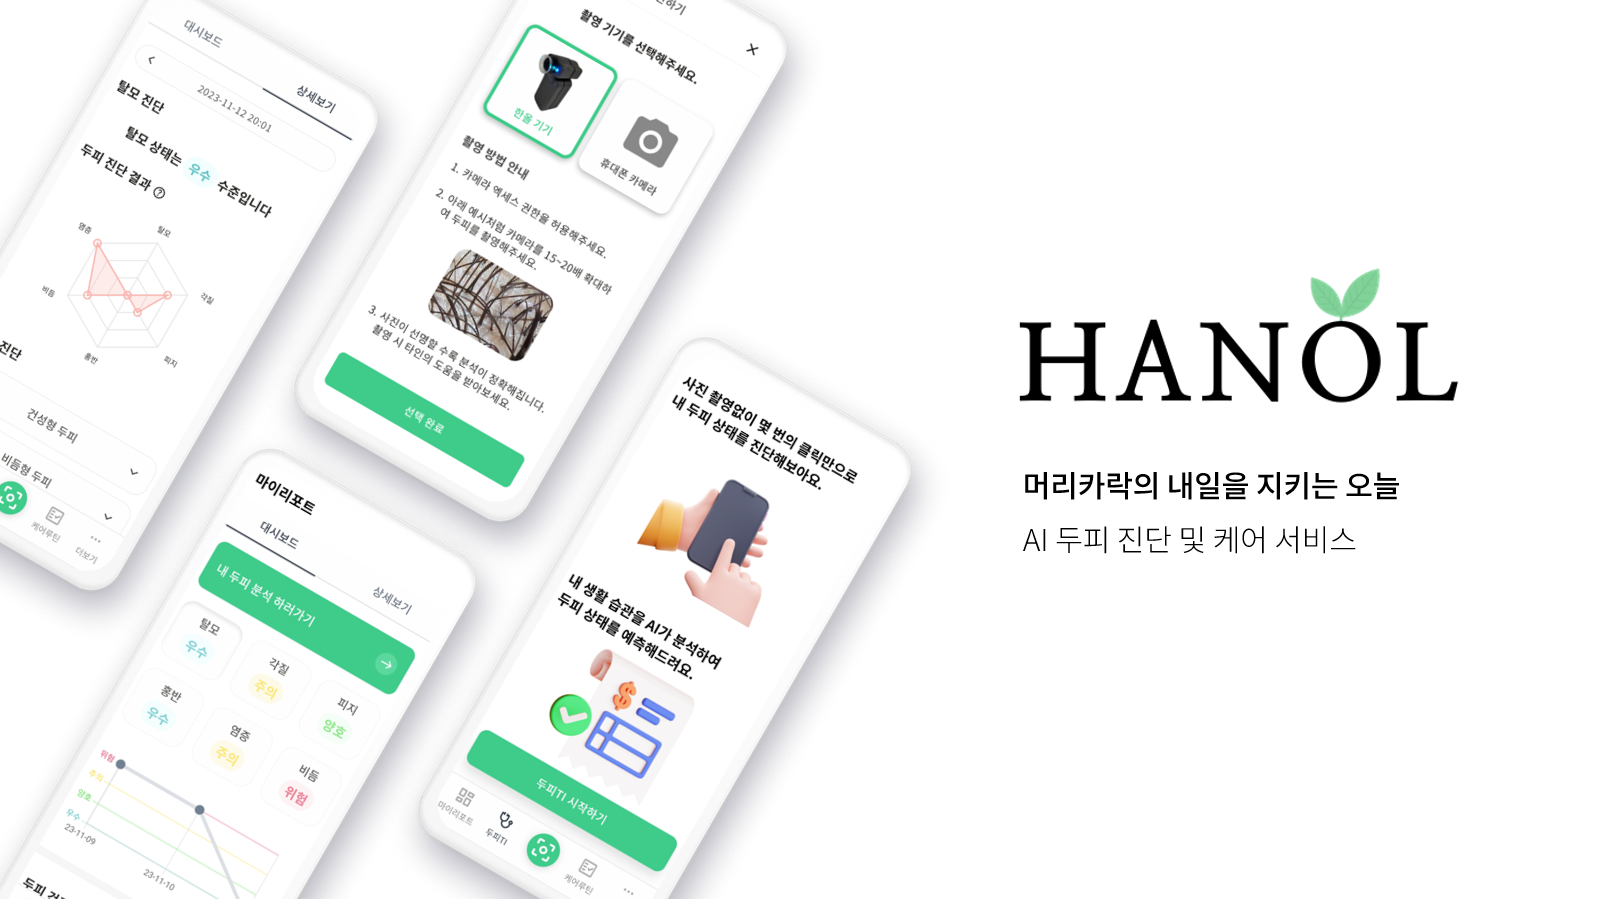 대시보드
상세보기
2023-11-12 20:01
탈모 진단
탈모 상태는 우수 수준입니다
두피 진단 결과
염증
탈모
비듬
각질
홍반
피지
진단
건성형 두피
비듬형 두피
케어루틴
더보기
하기
촬영 기기를 선택해주세요.
한올 기기
휴대폰 카메라
촬영 방법 안내
1. 카메라 엑세스 권한을 허용해주세요.
2. 아래 예시처럼 카메라를 15~20배 확대하
여 두피를 촬영해주세요.
3. 사진이 선명할 수록 분석이 정확해집니다.
촬영 시 타인의 도움을 받아보세요.
선택 완료
마이리포트
대시보드
상세보기
내 두피 분석 하러가기
탈모
우수
각질
주의
피지
양호
홍반
우수
염증
주의
비듬
위험
위험
주의
양호
우수
23-11-09
23-11-10
두피
사진 촬영없이 몇 번의 클릭만으로
내 두피 상태를 진단해보아요.
내 생활 습관을 AI가 분석하여
두피 상태를 예측해드려요.
두피TI 시작하기
마이리포트
두피TI
케어루틴
HANOL
머리카락의 내일을 지키는 오늘
AI 두피 진단 및 케어 서비스